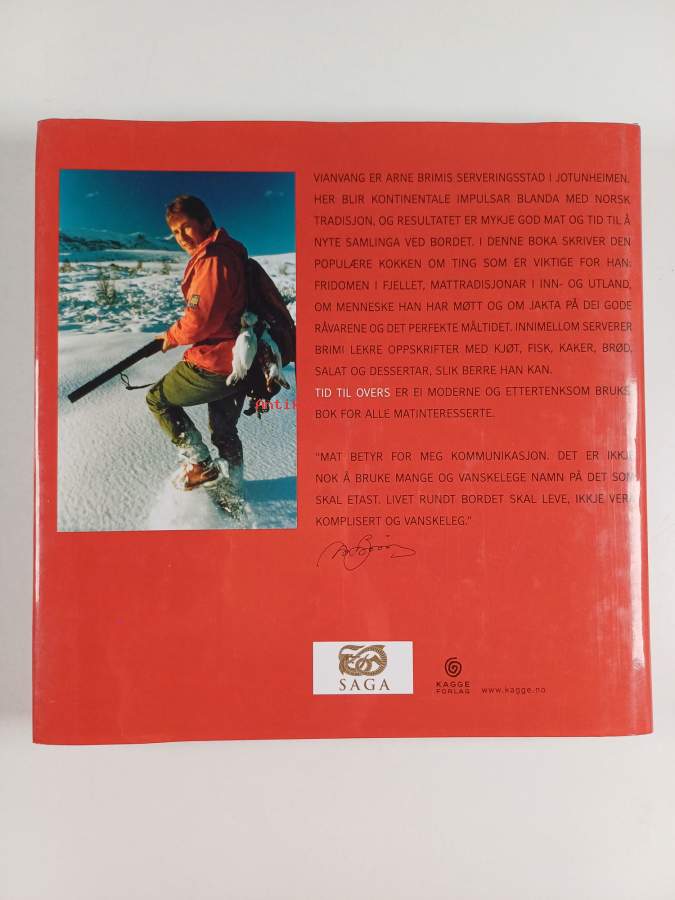 VIANVANG ER ARNE BRIMIS SERVERINGSSTAD I JOTUNHEIMEN.
HER BLIR KONTINENTALE IMPULSAR BLANDA MED NORSK
TRADISJON, OG RESULTATET ER MYKJE GOD MAT OG TID TIL Å
NYTE SAMLINGA VED BORDET. I DENNE BOKA SKRIVER DEN
POPULÆRE KOKKEN OM TING SOM ER VIKTIGE FOR HAN:
FRIDOMEN I FJELLET, MATTRADISJONAR I INN- OG UTLAND,
OM MENNESKE HAN HAR MØTT OG OM JAKTA PÅ DEI GODE
RÅVARENE OG DET PERFEKTE MÅLTIDET. INNIMELLOM SERVERER
BRIMI LEKRE OPPSKRIFTER MED KJØT, FISK, KAKER, BRØD,
SALAT OG DESSERTAR, SLIK BERRE HAN KAN.
TID TIL OVERS ER EI MODERNE OG ETTERTENKSOM BRUKS-
BOK FOR ALLE MATINTERESSERTE.
"MAT BETYR FOR MEG KOMMUNIKASJON. DET ER IKKJE
NOK Å BRUKE MANGE OG VANSKELEGE NAMN PÅ DET SOM
SKAL ETAST. LIVET RUNDT BORDET SKAL LEVE, IKKJE VERA
KOMPLISERT OG VANSKELEG."
Antik
SAGA
KAGGE
FORLAG
www.kagge.no